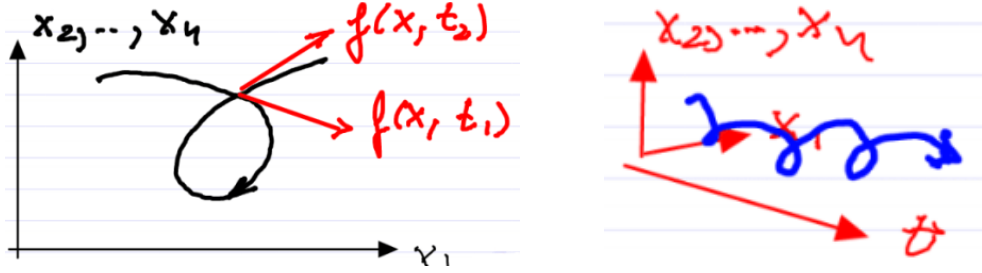 x₂,..., xₙ
f(x, t₂)
f(x, t₁)
x₁
x₂,..., xₙ
x₁
t